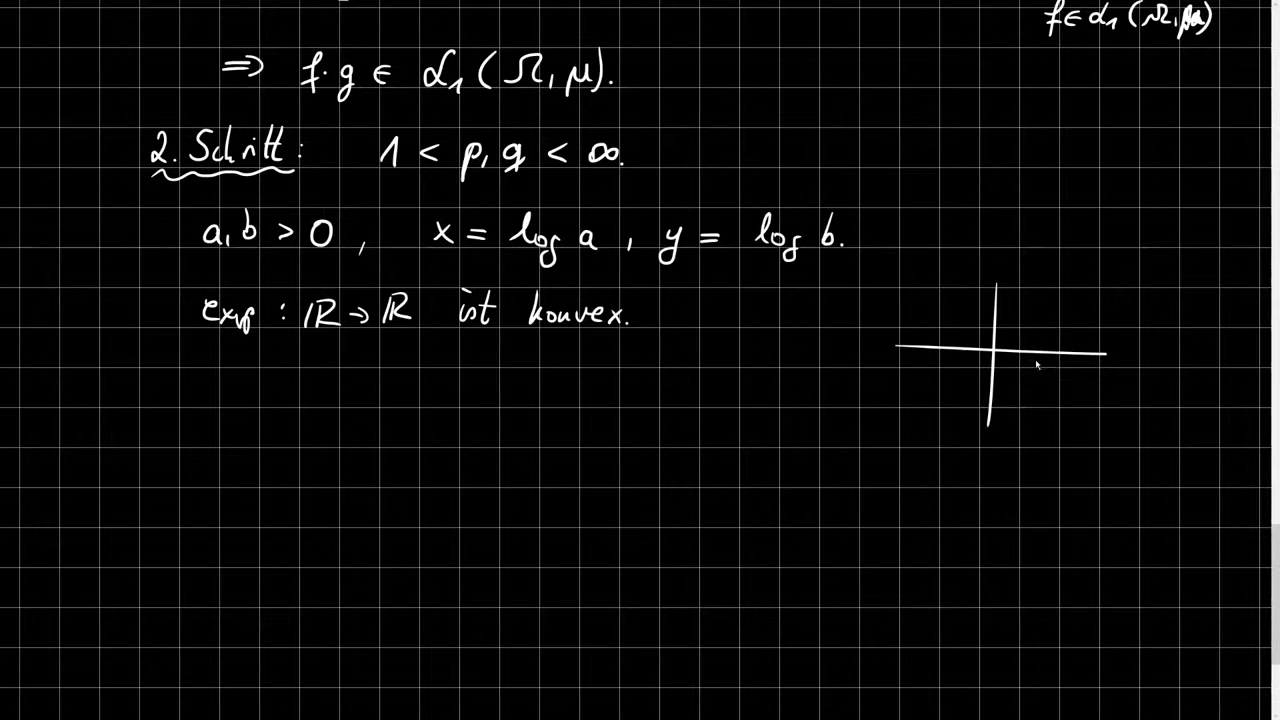 f ∈ ℒ₁(Ω, μ)
⇒ f·g ∈ ℒ₁(Ω, μ).
2. Schritt: 1 < p, q < ∞.
a, b > 0, x = log a, y = log b.
exp : ℝ → ℝ ist konvex.